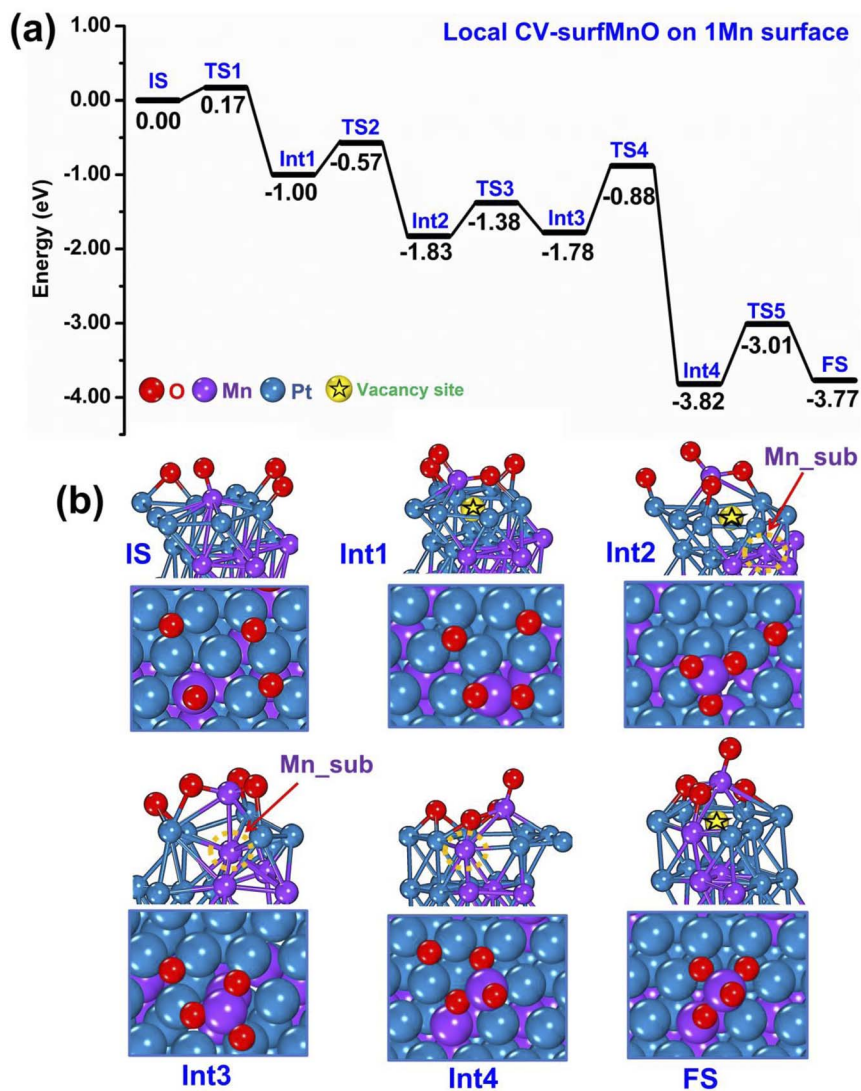 (a)
Local CV-surfMnO on 1Mn surface
Energy (eV)
1.00
0.00
-1.00
-2.00
-3.00
-4.00
IS
0.00
TS1
0.17
Int1
-1.00
TS2
-0.57
Int2
-1.83
TS3
-1.38
Int3
-1.78
TS4
-0.88
Int4
-3.82
TS5
-3.01
FS
-3.77
O Mn Pt Vacancy site
(b)
IS
Int1
Mn_sub
Int2
Mn_sub
Int3
Int4
FS